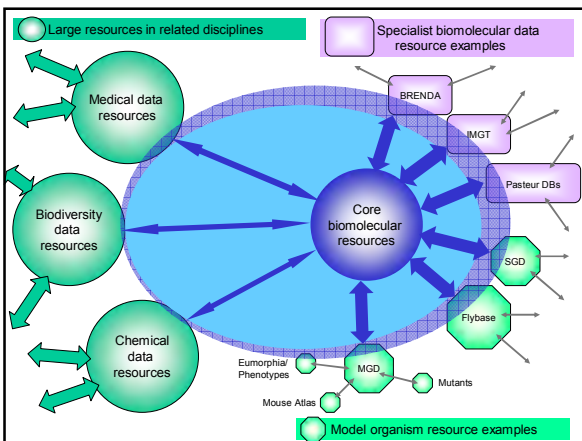 Large resources in related disciplines
Specialist biomolecular data
resource examples
Medical data
resources
BRENDA
IMGT
Pasteur DBs
Biodiversity
data
resources
Core
biomolecular
resources
SGD
Flybase
Chemical
data
resources
Eumorphia/
Phenotypes
MGD
Mutants
Mouse Atlas
Model organism resource examples